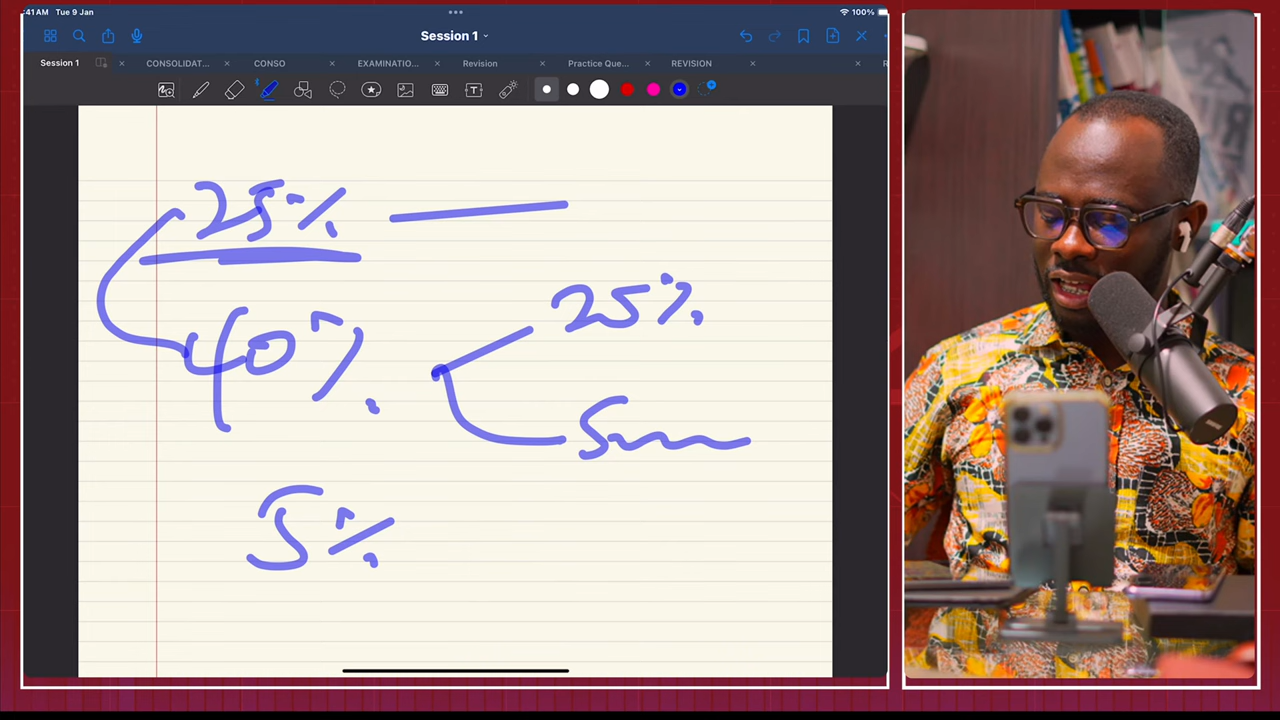 :41 AM Tue 9 Jan
100%
Session 1
Session 1
CONSOLIDAT...
CONSO
EXAMINATIO...
Revision
Practice Que...
REVISION
25%
25%
40%
5%